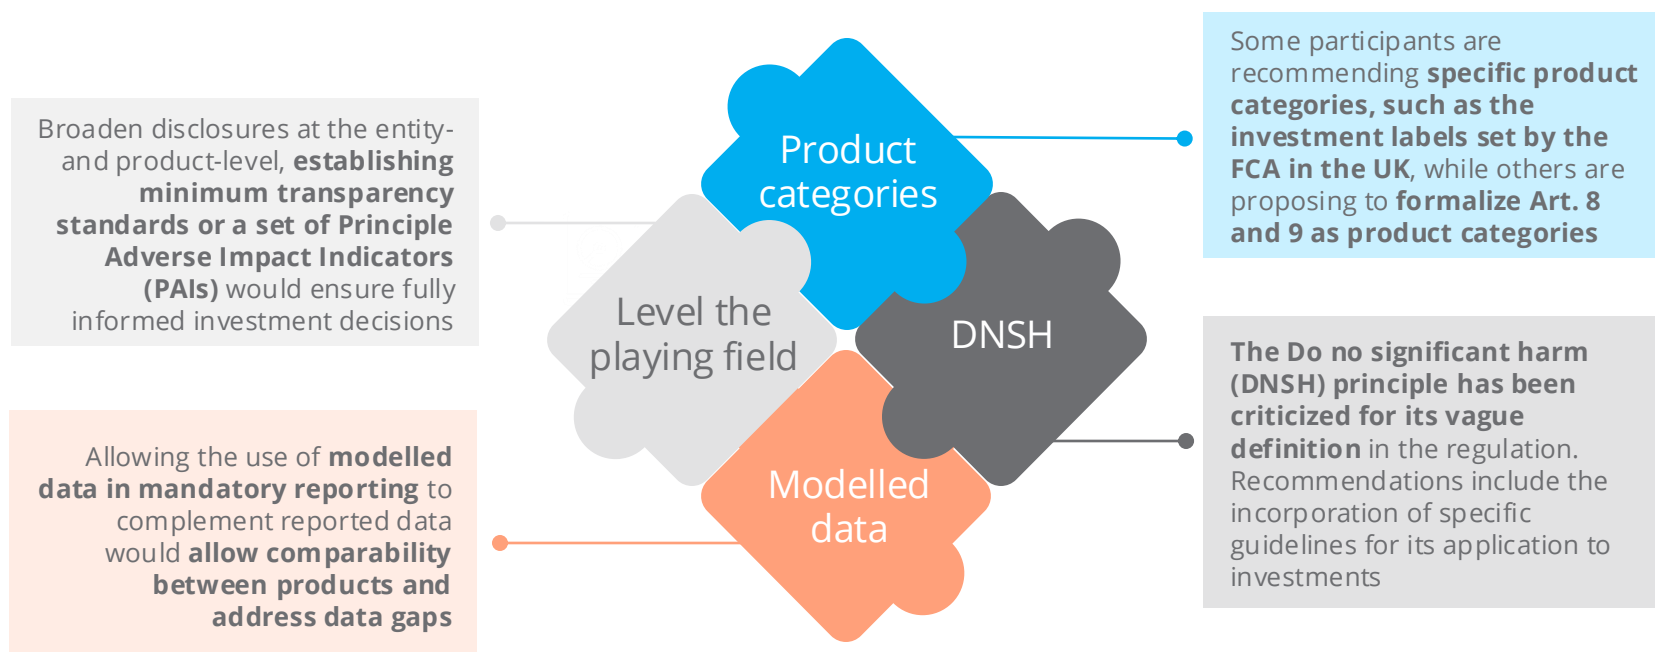 Broaden disclosures at the entity-
and product-level, establishing
minimum transparency
standards or a set of Principle
Adverse Impact Indicators
(PAIs) would ensure fully
informed investment decisions
Allowing the use of modelled
data in mandatory reporting to
complement reported data
would allow comparability
between products and
address data gaps
Product
categories
Level the
playing field
DNSH
Modelled
data
Some participants are
recommending specific product
categories, such as the
investment labels set by the
FCA in the UK, while others are
proposing to formalize Art. 8
and 9 as product categories
The Do no significant harm
(DNSH) principle has been
criticized for its vague
definition in the regulation.
Recommendations include the
incorporation of specific
guidelines for its application to
investments